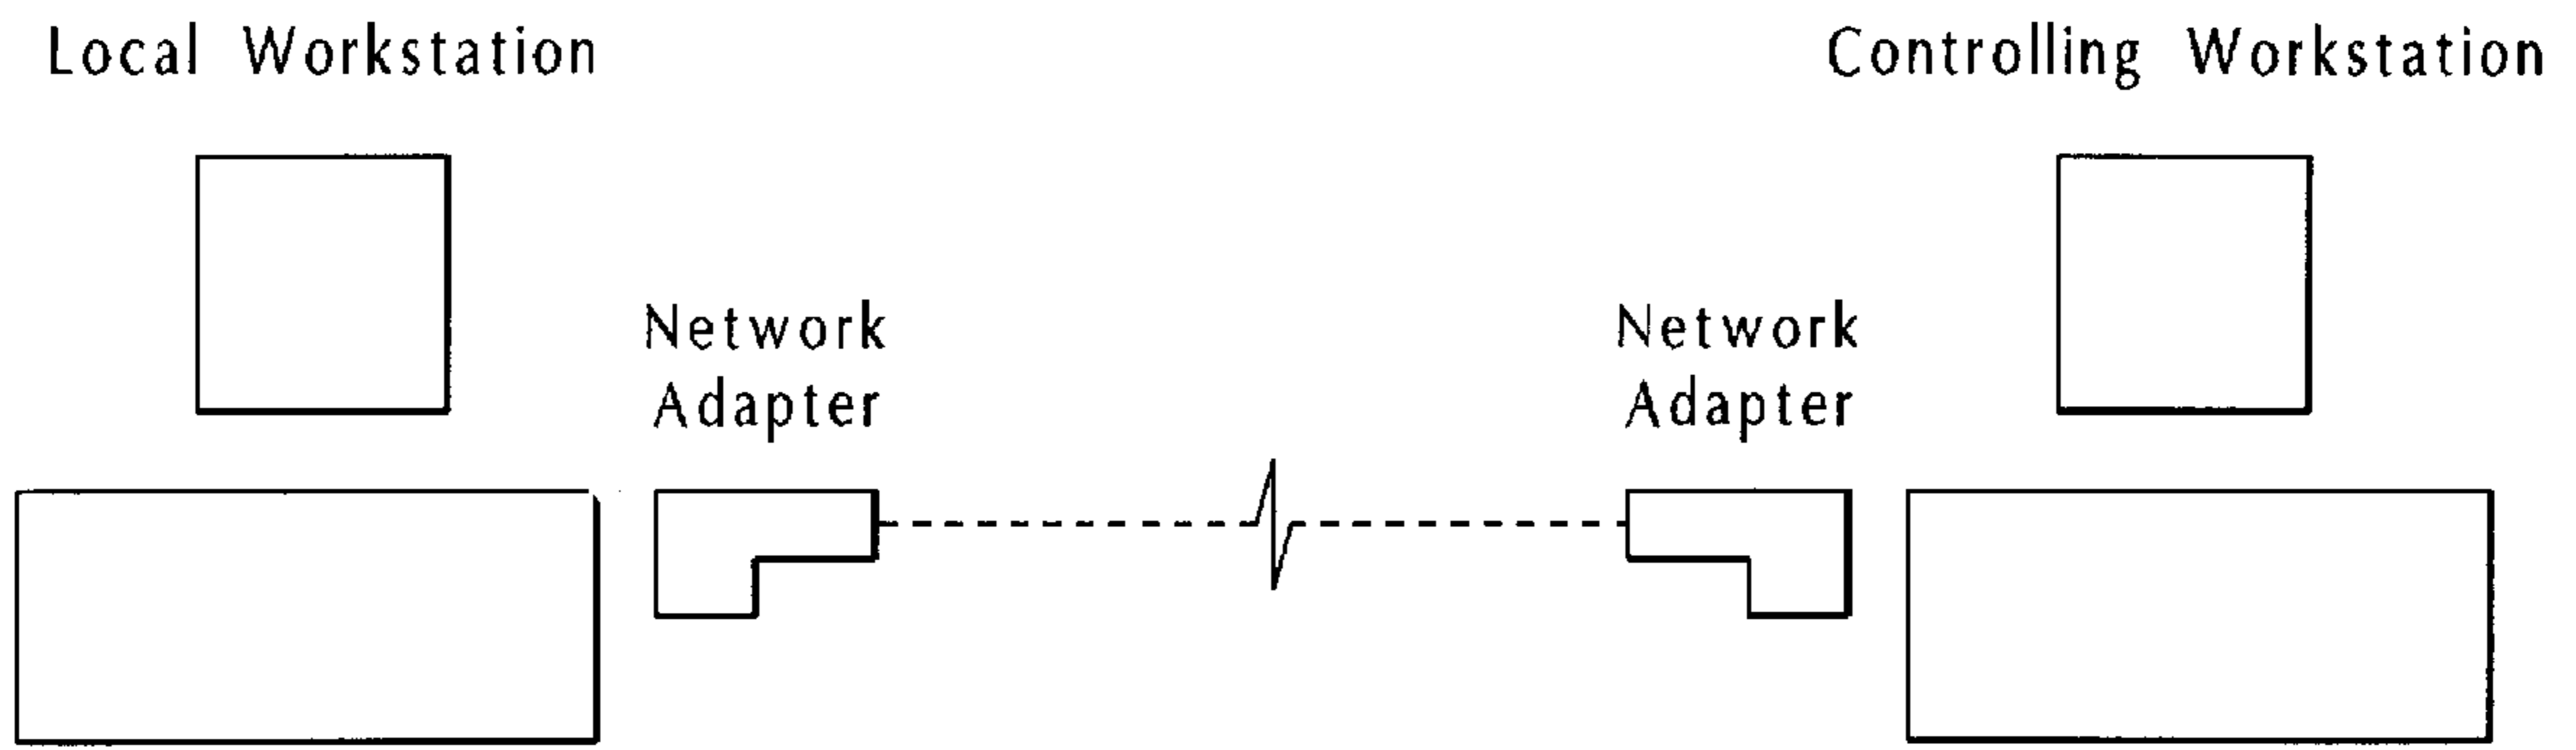 Local Workstation
Controlling Workstation
Network
Adapter
Network
Adapter